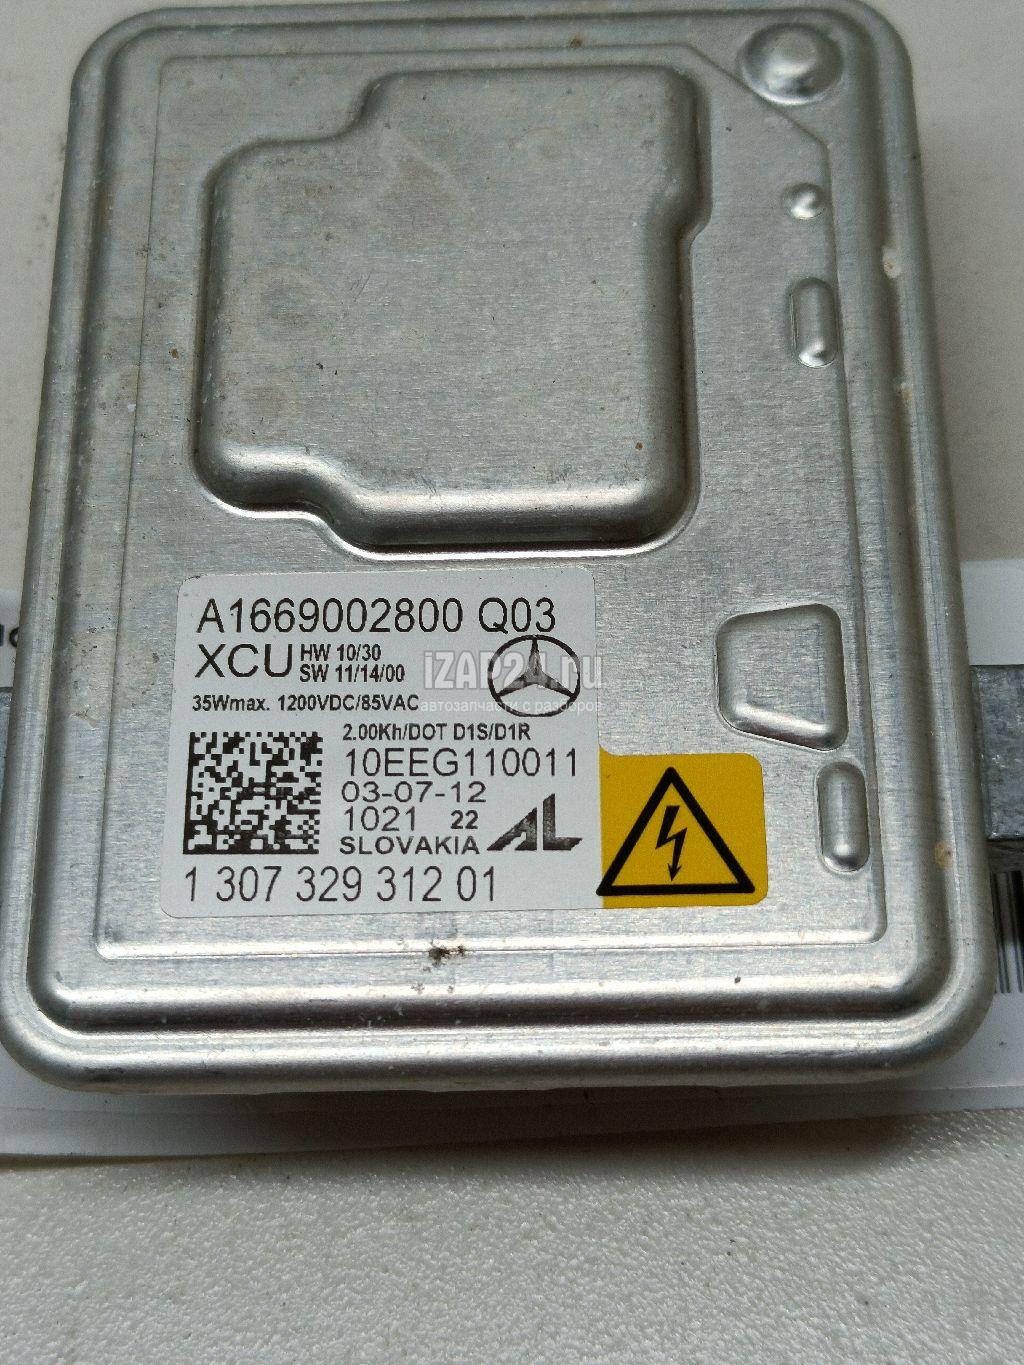 A1669002800 Q03
XCU HW 10/30
SW 11/14/00
iZAP24.ru
автозапчасти с разборов
35Wmax. 1200VDC/85VAC
2.00Kh/DOT D1S/D1R
10EEG110011
03-07-12
1021 22
SLOVAKIA AL
1 307 329 312 01